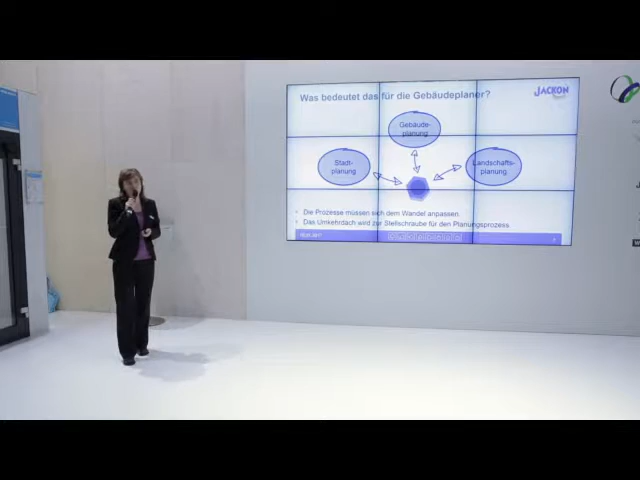 Was bedeutet das für die Gebäudeplaner?
JACKON
Gebäude-
planung
Stadt-
planung
Landschafts-
planung
Die Prozesse müssen sich dem Wandel anpassen.
Das Umkehrdach wird zur Stellschraube für den Planungsprozess.